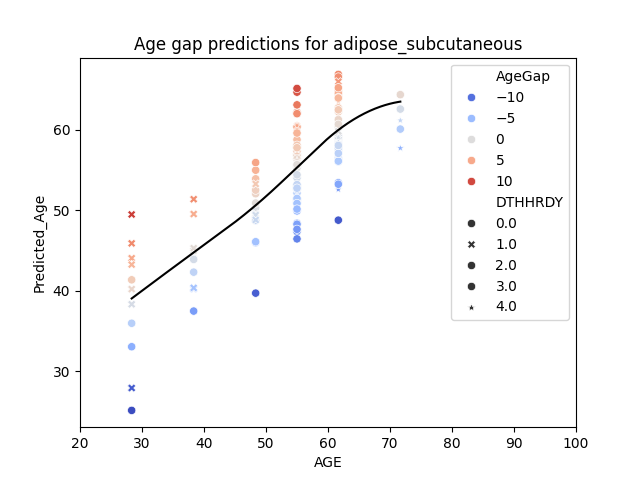 Age gap predictions for adipose_subcutaneous
Predicted_Age
60
50
40
30
20 30 40 50 60 70 80 90 100
AGE
AgeGap
−10
−5
0
5
10
DTHHRDY
0.0
1.0
2.0
3.0
4.0